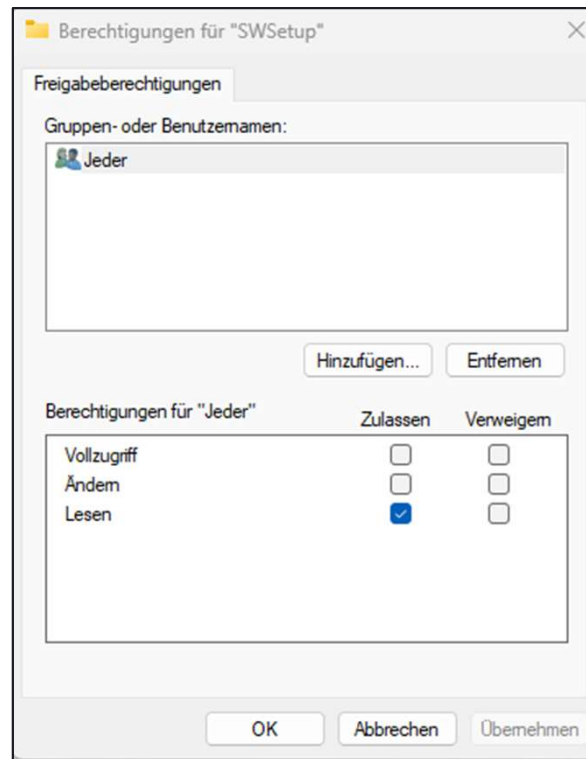 Berechtigungen für "SWSetup"
Freigabeberechtigungen
Gruppen- oder Benutzernamen:
Jeder
Hinzufügen... Entfernen
Berechtigungen für "Jeder" Zulassen Verweigern
Vollzugriff
Ändern
Lesen
OK Abbrechen Übernehmen